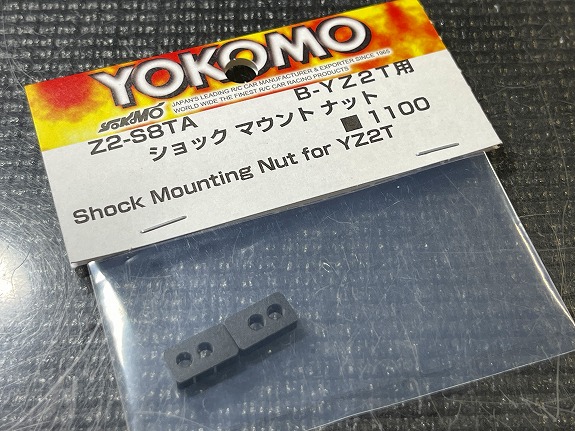 YOKOMO
YOKOMO
JAPAN'S LEADING R/C CAR MANUFACTURER & EXPORTER SINCE 1965
WORLD WIDE THE FINEST R/C CAR RACING PRODUCTS
Z2-S8TA B-YZ2T用
ショック マウント ナット
■1100
Shock Mounting Nut for YZ2T